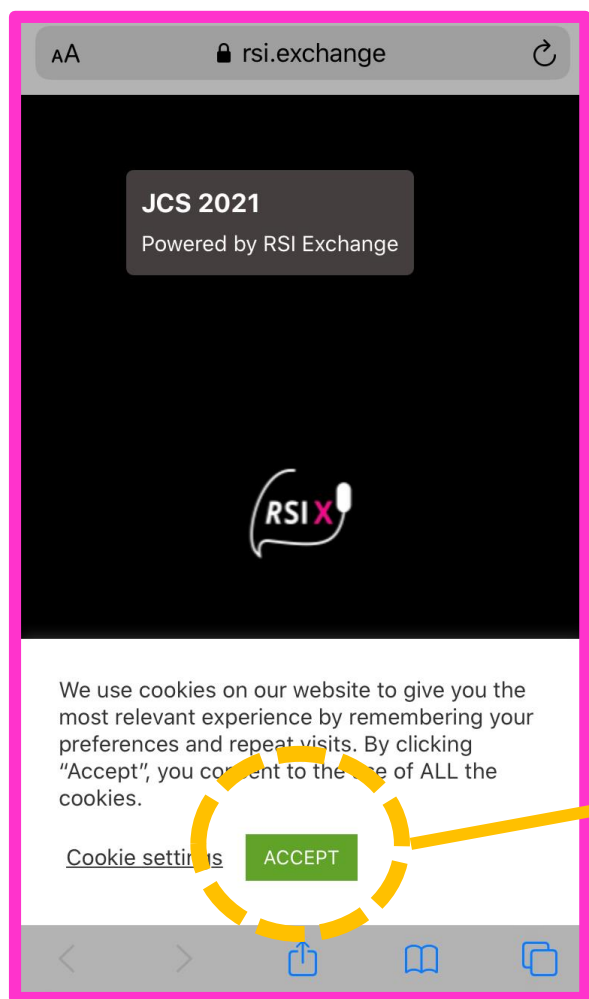 AA
rsi.exchange
JCS 2021
Powered by RSI Exchange
RSI X
We use cookies on our website to give you the
most relevant experience by remembering your
preferences and repeat visits. By clicking
“Accept”, you consent to the use of ALL the
cookies.
Cookie settings
ACCEPT